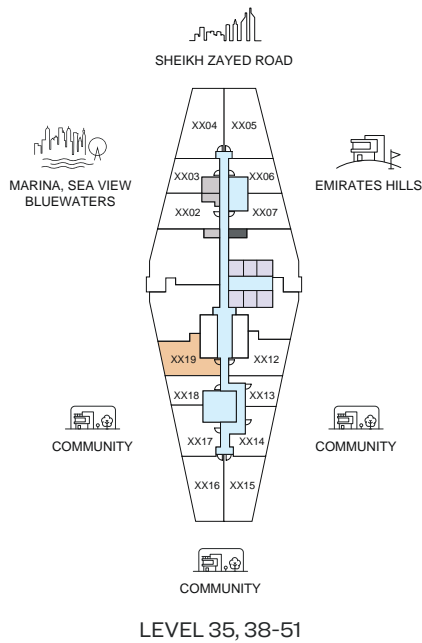 SHEIKH ZAYED ROAD
XX04
XX05
MARINA, SEA VIEW
BLUEWATERS
EMIRATES HILLS
XX03
XX06
XX02
XX07
XX19
XX12
XX18
XX13
COMMUNITY
COMMUNITY
XX17
XX14
XX16
XX15
COMMUNITY
LEVEL 35, 38-51